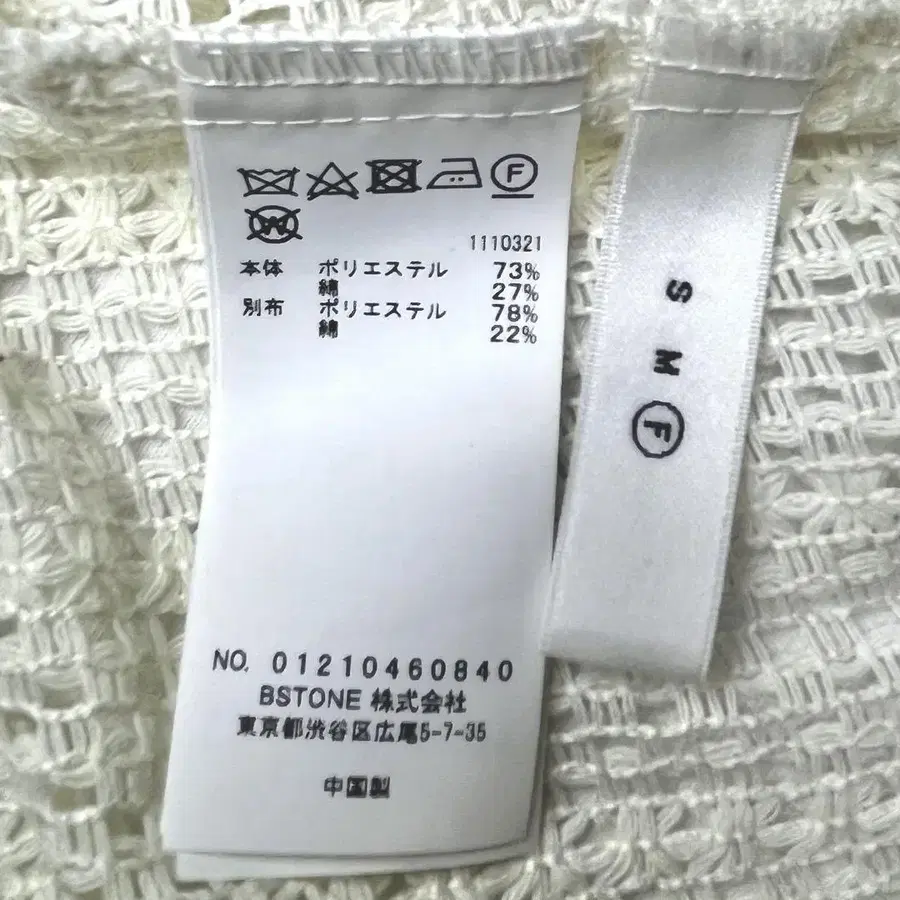 F
W
1110321
本体 ポリエステル 73%
綿 27%
別布 ポリエステル 78%
綿 22%
NO. 01210460840
BSTONE 株式会社
東京都渋谷区広尾5-7-35
中国製
S M F